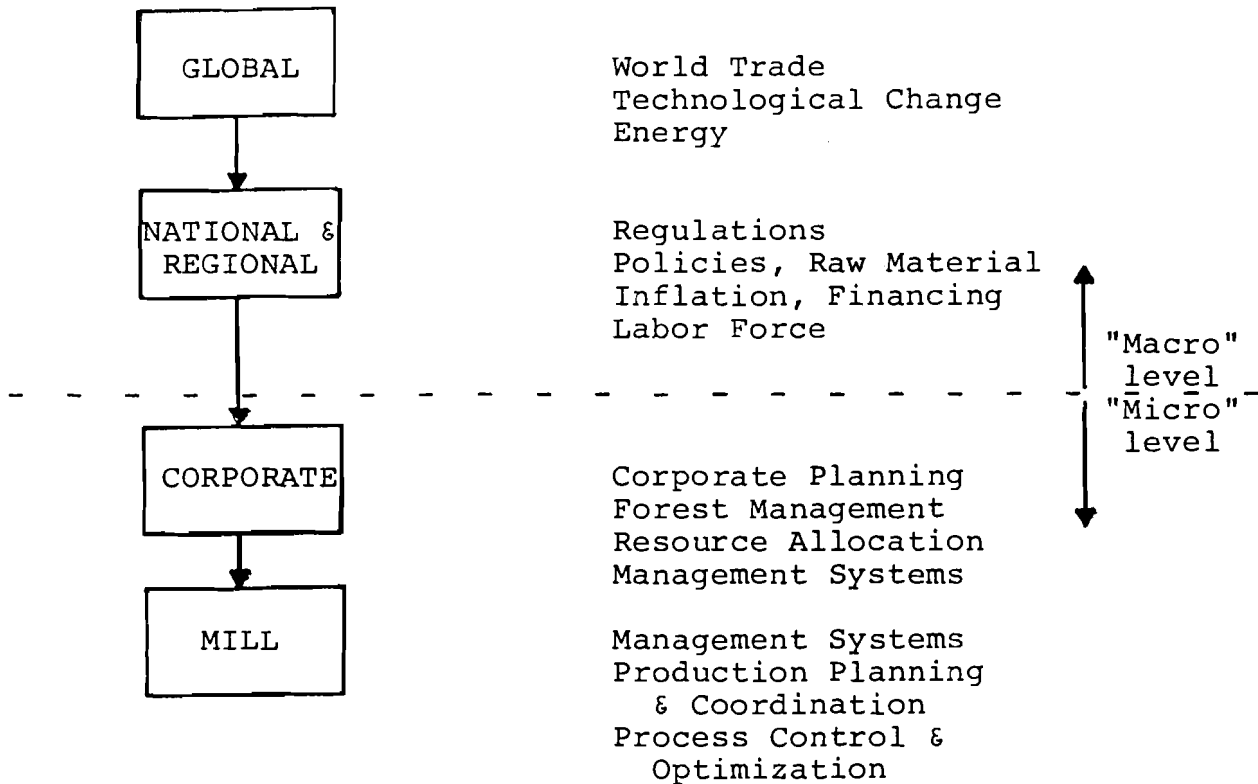 GLOBAL
World Trade
Technological Change
Energy
NATIONAL &
REGIONAL
Regulations
Policies, Raw Material
Inflation, Financing
Labor Force
"Macro"
level
"Micro"
level
CORPORATE
Corporate Planning
Forest Management
Resource Allocation
Management Systems
MILL
Management Systems
Production Planning
& Coordination
Process Control &
Optimization